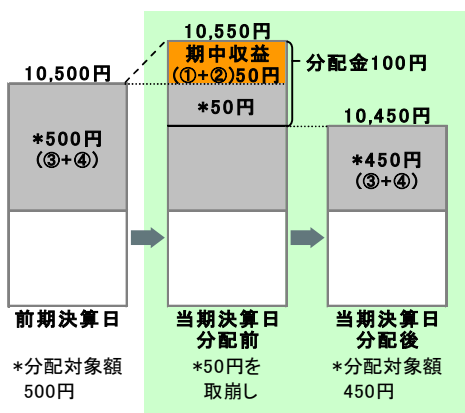 10,500円
*500円
(③+④)
前期決算日
*分配対象額
500円
10,550円
期中収益
(①+②)50円
*50円
分配金100円
当期決算日
分配前
*50円を
取崩し
10,450円
*450円
(③+④)
当期決算日
分配後
*分配対象額
450円